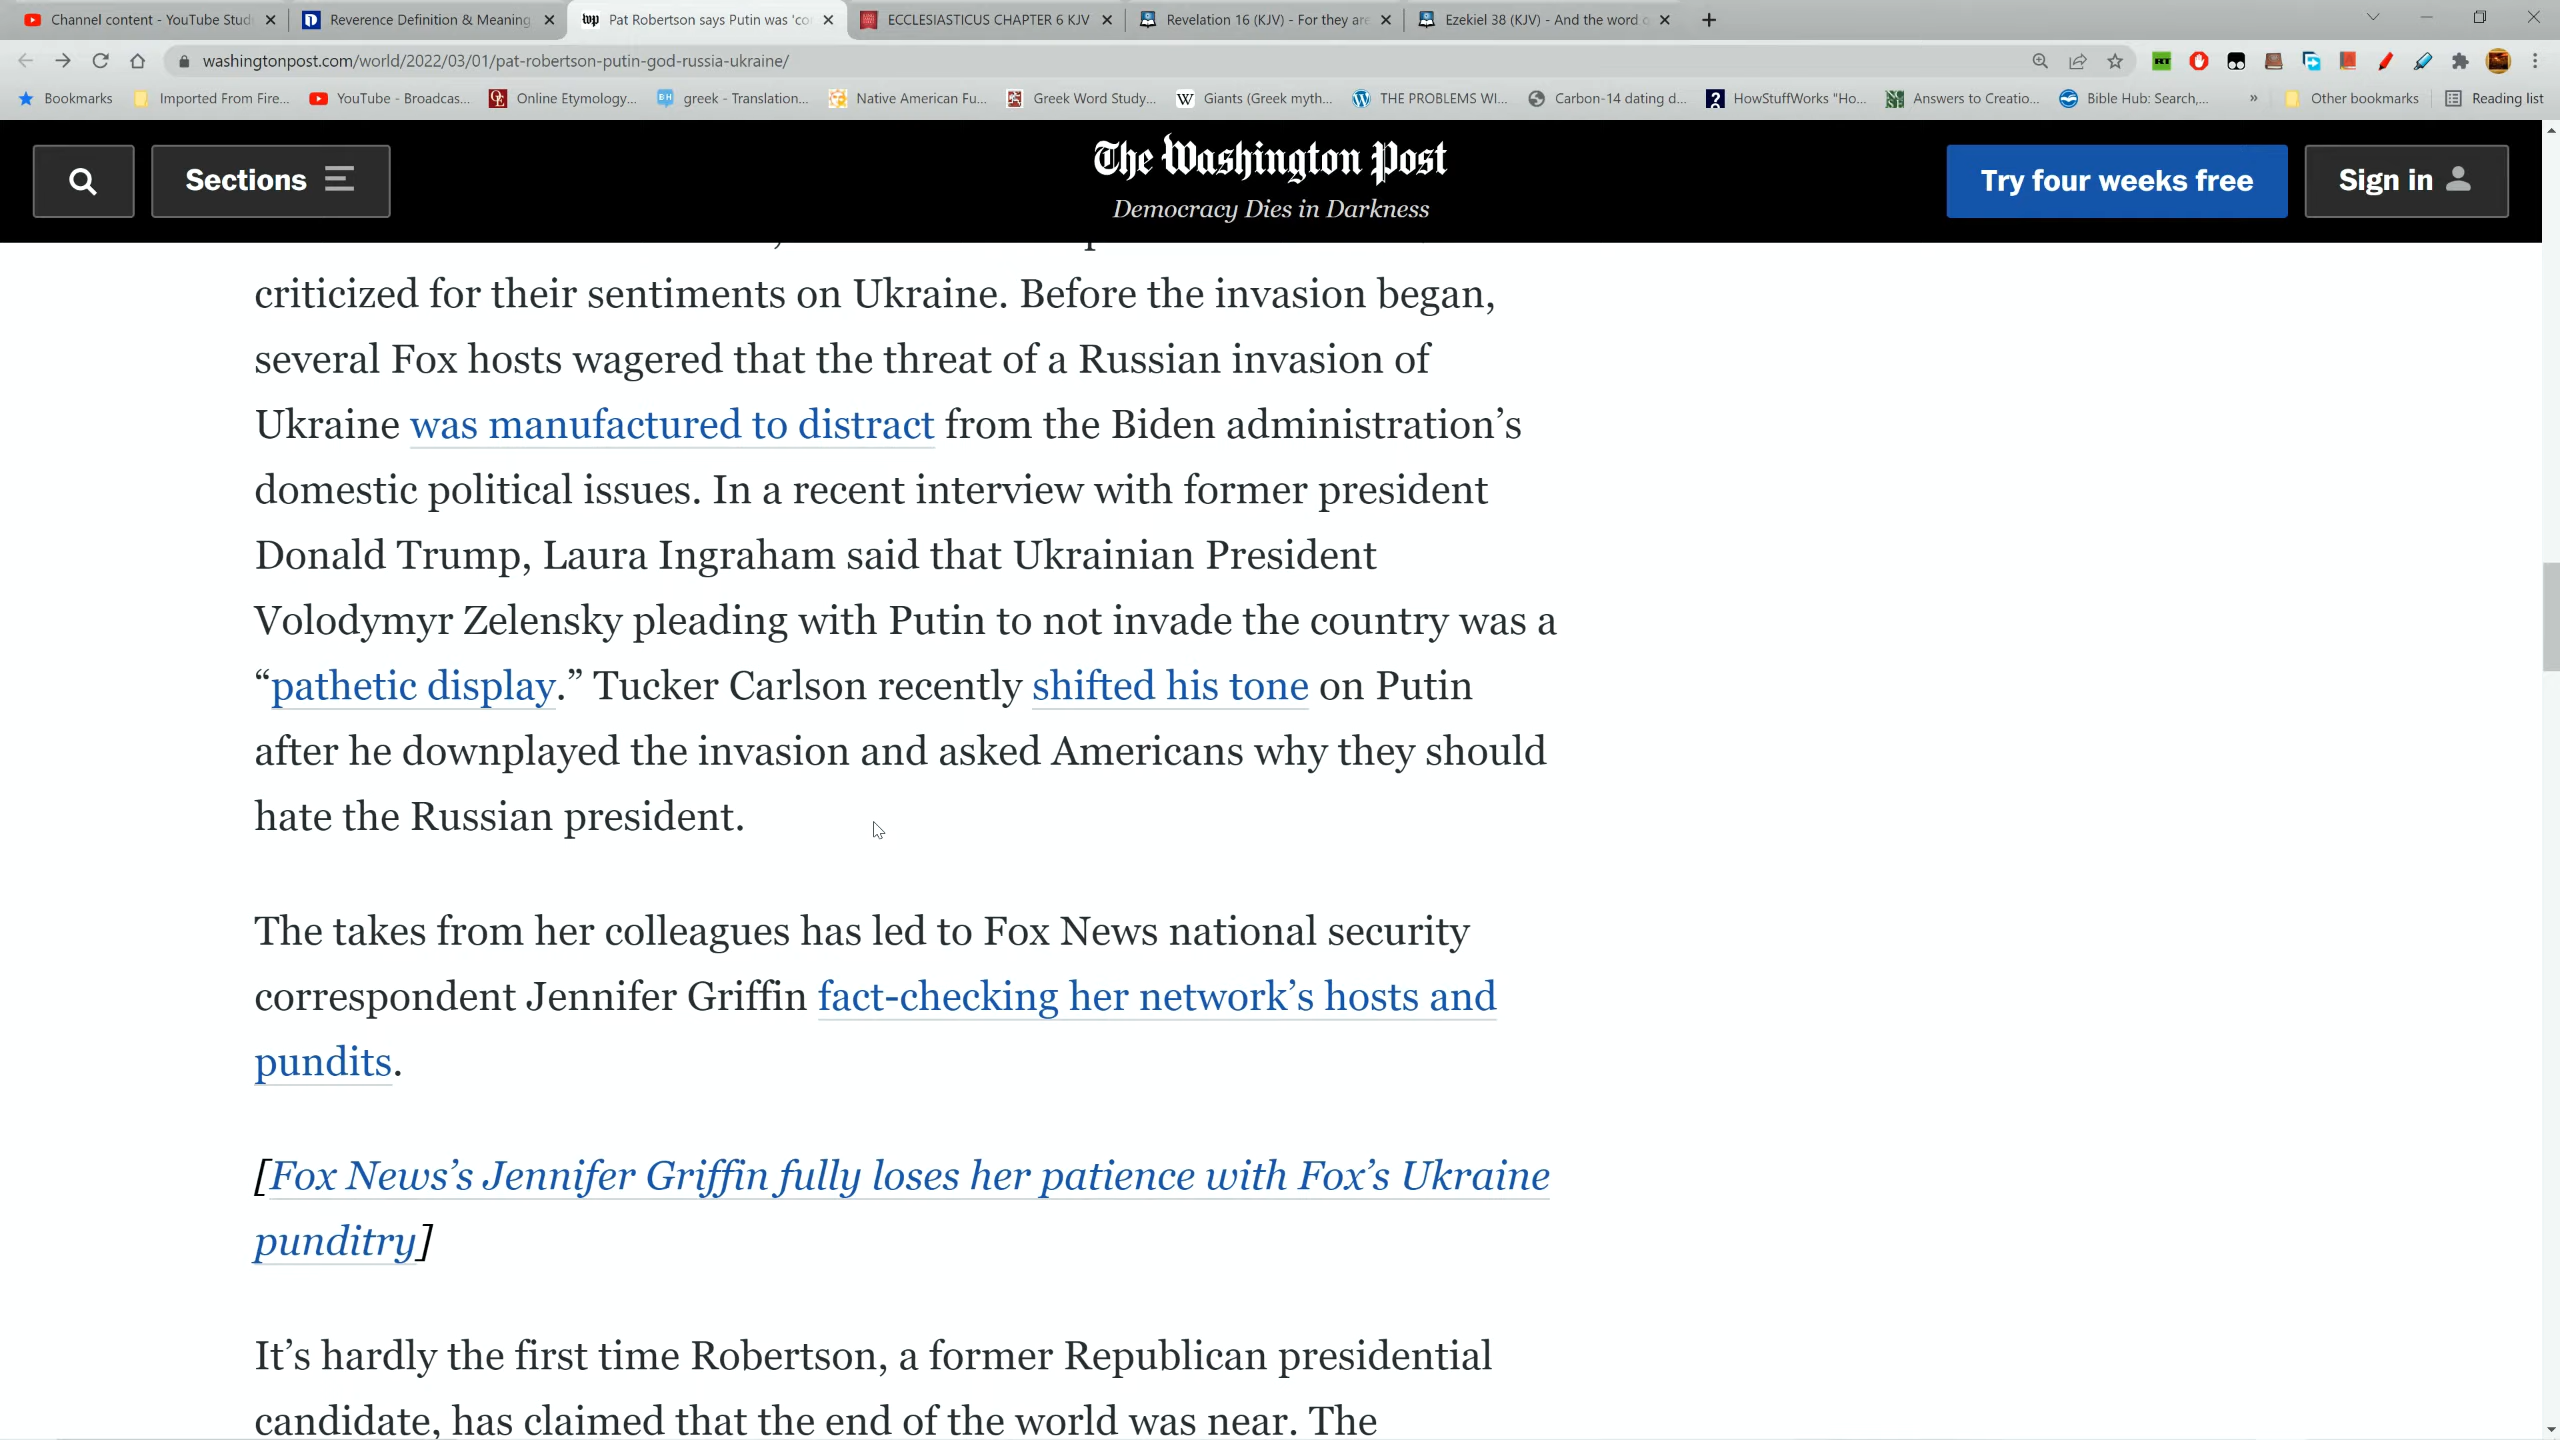 Channel content - YouTube Studi
Reverence Definition & Meaning
Pat Robertson says Putin was 'co
ECCLESIASTICUS CHAPTER 6 KJV
Revelation 16 (KJV) - For they are
Ezekiel 38 (KJV) - And the word o
washingtonpost.com/world/2022/03/01/pat-robertson-putin-god-russia-ukraine/
RT
Bookmarks
Imported From Fire...
YouTube - Broadcas...
Online Etymology...
greek - Translation...
Native American Fu...
Greek Word Study...
Giants (Greek myth...
THE PROBLEMS WI...
Carbon-14 dating d...
HowStuffWorks "Ho...
Answers to Creatio...
Bible Hub: Search,...
»
Other bookmarks
Reading list
Sections
The Washington Post
Democracy Dies in Darkness
Try four weeks free
Sign in
criticized for their sentiments on Ukraine. Before the invasion began,
several Fox hosts wagered that the threat of a Russian invasion of
Ukraine was manufactured to distract from the Biden administration’s
domestic political issues. In a recent interview with former president
Donald Trump, Laura Ingraham said that Ukrainian President
Volodymyr Zelensky pleading with Putin to not invade the country was a
“pathetic display.” Tucker Carlson recently shifted his tone on Putin
after he downplayed the invasion and asked Americans why they should
hate the Russian president.
The takes from her colleagues has led to Fox News national security
correspondent Jennifer Griffin fact-checking her network’s hosts and
pundits.
[Fox News’s Jennifer Griffin fully loses her patience with Fox’s Ukraine
punditry]
It’s hardly the first time Robertson, a former Republican presidential
candidate, has claimed that the end of the world was near. The